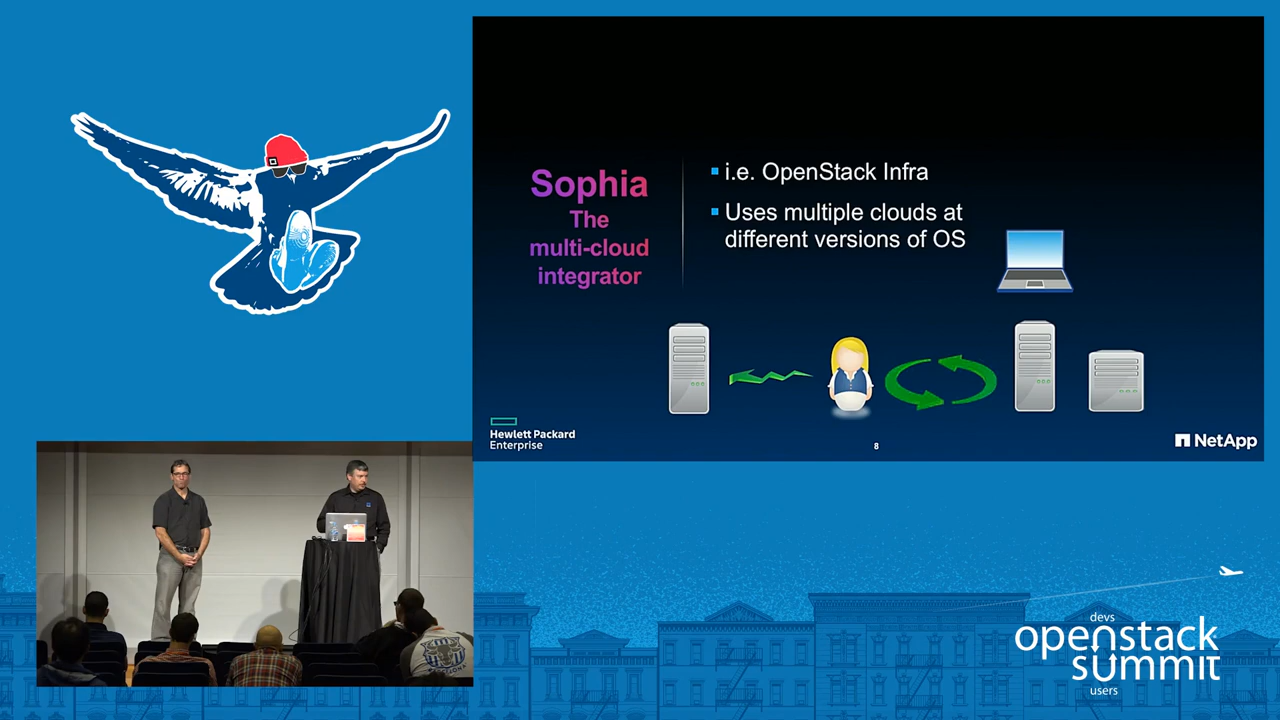 Sophia
The
multi-cloud
integrator
i.e. OpenStack Infra
Uses multiple clouds at
different versions of OS
Hewlett Packard
Enterprise
8
NetApp
devs
openstack
summit
users